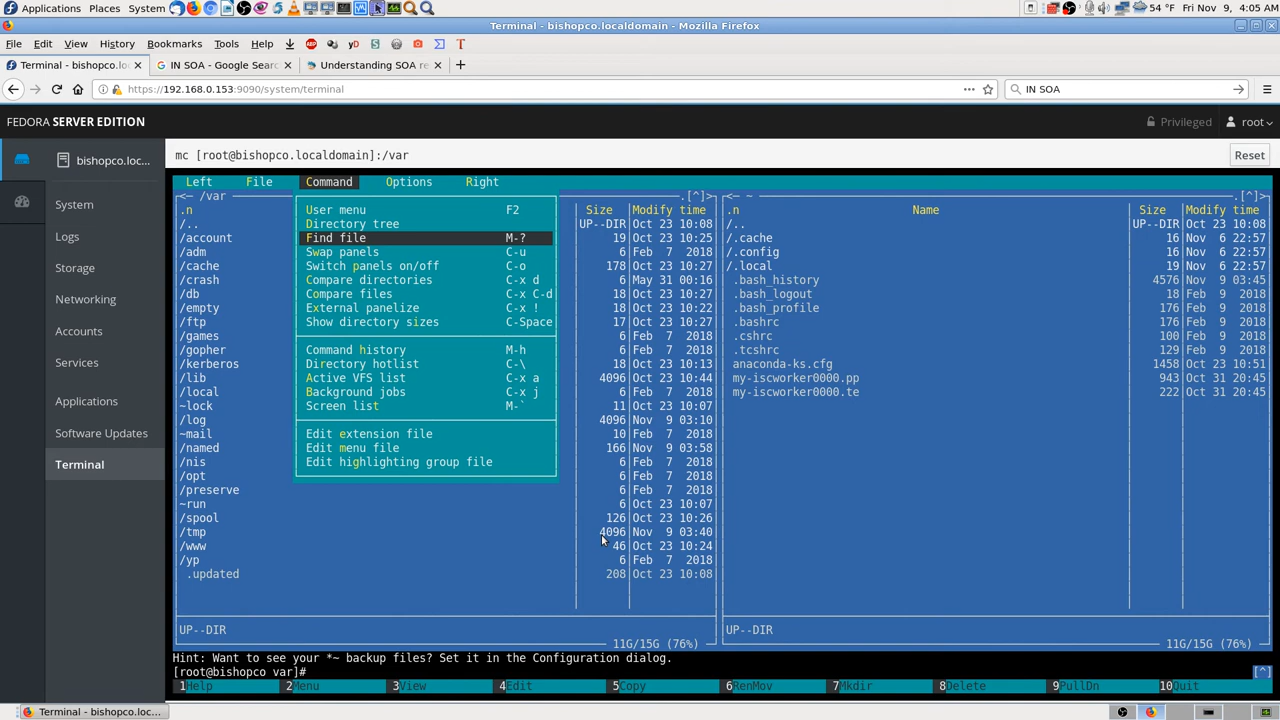 Applications Places System 54 °F Fri Nov 9, 4:05 AM
Terminal - bishopco.localdomain - Mozilla Firefox
File Edit View History Bookmarks Tools Help
Terminal - bishopco.lo IN SOA - Google Searc Understanding SOA re
https://192.168.0.153:9090/system/terminal IN SOA
FEDORA SERVER EDITION Privileged root
bishopco.loc...
System
Logs
Storage
Networking
Accounts
Services
Applications
Software Updates
Terminal
mc [root@bishopco.localdomain]:/var Reset
Left File Command Options Right
<- /var .[^]> <- ~ .[^]>
.n User menu F2 Size Modify time .n Name Size Modify time
/.. Directory tree UP--DIR Oct 23 10:08 /.. UP--DIR Oct 23 10:08
/account Find file M-? 19 Oct 23 10:25 /.cache 16 Nov 6 22:57
/adm Swap panels C-u 6 Feb 7 2018 /.config 16 Nov 6 22:57
/cache Switch panels on/off C-o 178 Oct 23 10:27 /.local 19 Nov 6 22:57
/crash Compare directories C-x d 6 May 31 00:16 .bash_history 4576 Nov 9 03:45
/db Compare files C-x C-d 18 Oct 23 10:27 .bash_logout 18 Feb 9 2018
/empty External panelize C-x ! 18 Oct 23 10:22 .bash_profile 176 Feb 9 2018
/ftp Show directory sizes C-Space 17 Oct 23 10:27 .bashrc 176 Feb 9 2018
/games 6 Feb 7 2018 .cshrc 100 Feb 9 2018
/gopher Command history M-h 6 Feb 7 2018 .tcshrc 129 Feb 9 2018
/kerberos Directory hotlist C-\ 18 Oct 23 10:13 anaconda-ks.cfg 1458 Oct 23 10:51
/lib Active VFS list C-x a 4096 Oct 23 10:44 my-iscworker0000.pp 943 Oct 31 20:45
/local Background jobs C-x j 6 Feb 7 2018 my-iscworker0000.te 222 Oct 31 20:45
~lock Screen list M-` 11 Oct 23 10:07
/log 4096 Nov 9 03:10
~mail Edit extension file 10 Feb 7 2018
/named Edit menu file 166 Nov 9 03:58
/nis Edit highlighting group file 6 Feb 7 2018
/opt 6 Feb 7 2018
/preserve 6 Feb 7 2018
~run 6 Oct 23 10:07
/spool 126 Oct 23 10:26
/tmp 4096 Nov 9 03:40
/www 46 Oct 23 10:24
/yp 6 Feb 7 2018
.updated 208 Oct 23 10:08
UP--DIR UP--DIR
11G/15G (76%) 11G/15G (76%)
Hint: Want to see your *~ backup files? Set it in the Configuration dialog.
[root@bishopco var]# [^]
1Help 2Menu 3View 4Edit 5Copy 6RenMov 7Mkdir 8Delete 9PullDn 10Quit
Terminal - bishopco.loc...